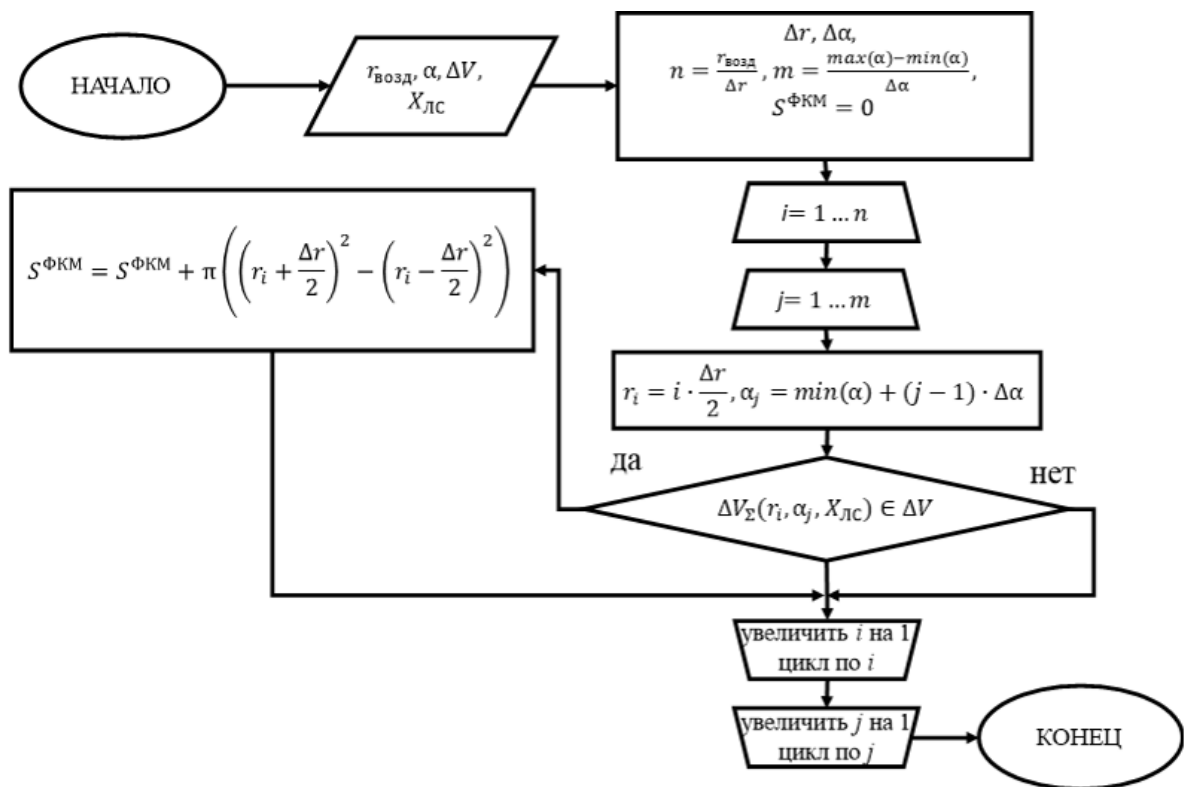 НАЧАЛО
r_возд, α, ΔV,
X_ЛС
Δr, Δα,
n = r_возд/Δr, m = (max(α)−min(α))/Δα,
S^ФКМ = 0
i= 1 … n
j= 1 … m
S^ФКМ = S^ФКМ + π((r_i + Δr/2)^2 − (r_i − Δr/2)^2)
r_i = i · Δr/2, α_j = min(α) + (j − 1) · Δα
да
нет
ΔV_Σ(r_i, α_j, X_ЛС) ∈ ΔV
увеличить i на 1
цикл по i
увеличить j на 1
цикл по j
КОНЕЦ